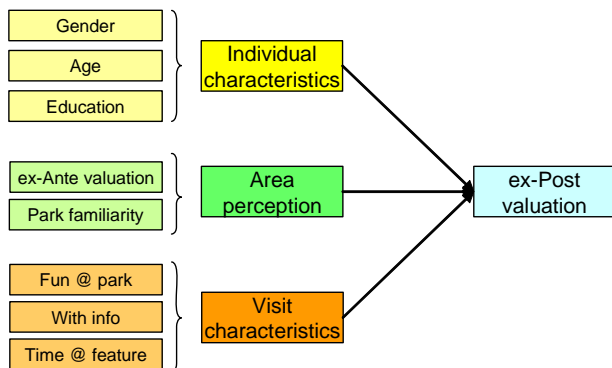 Gender
Age
Education
Individual
characteristics
ex-Ante valuation
Park familiarity
Area
perception
ex-Post
valuation
Fun @ park
With info
Time @ feature
Visit
characteristics